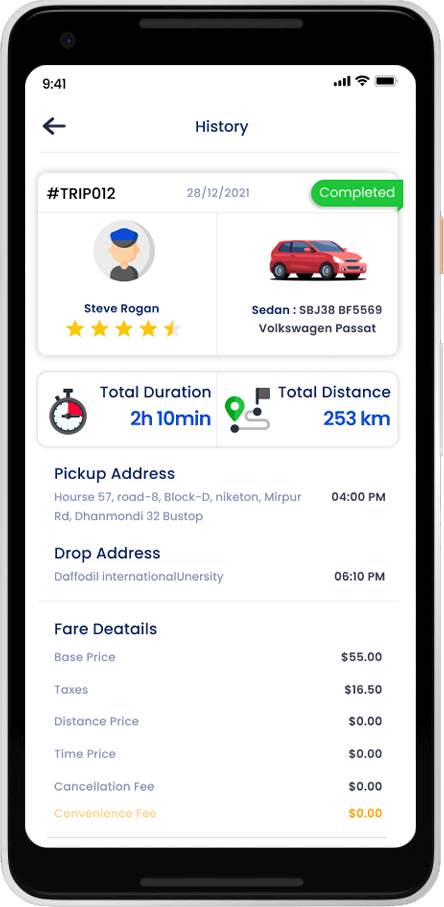 9:41
History
#TRIP012 28/12/2021 Completed
Steve Rogan
Sedan : SBJ38 BF5569
Volkswagen Passat
Total Duration
2h 10min
Total Distance
253 km
Pickup Address
Hourse 57, road-8, Block-D, niketon, Mirpur
Rd, Dhanmondi 32 Bustop
04:00 PM
Drop Address
Daffodil internationalUnersity 06:10 PM
Fare Deatails
Base Price $55.00
Taxes $16.50
Distance Price $0.00
Time Price $0.00
Cancellation Fee $0.00
Convenience Fee $0.00